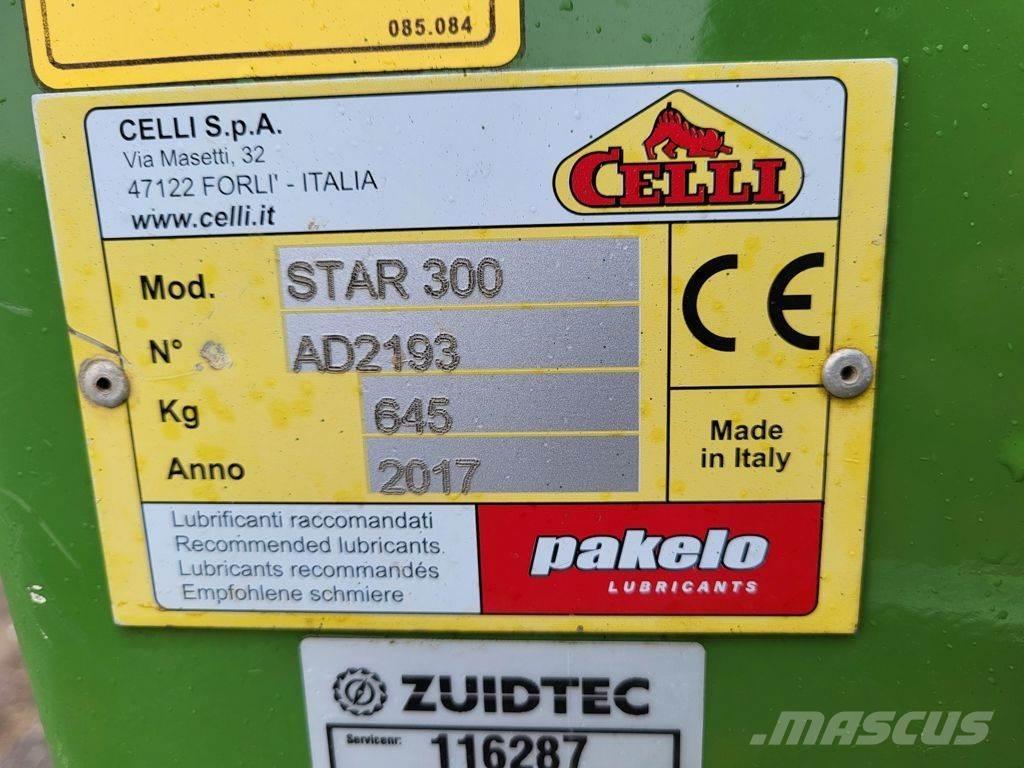 085.084
CELLI S.p.A.
Via Masetti, 32
47122 FORLI' - ITALIA
www.celli.it
CELLI
Mod. STAR 300
N° AD2193
Kg 645
Anno 2017
CE
Made
in Italy
Lubrificanti raccomandati
Recommended lubricants.
Lubricants recommandés
Empfohlene schmiere
pakelo
LUBRICANTS
ZUIDTEC
Servicenr: 116287
MASCUS